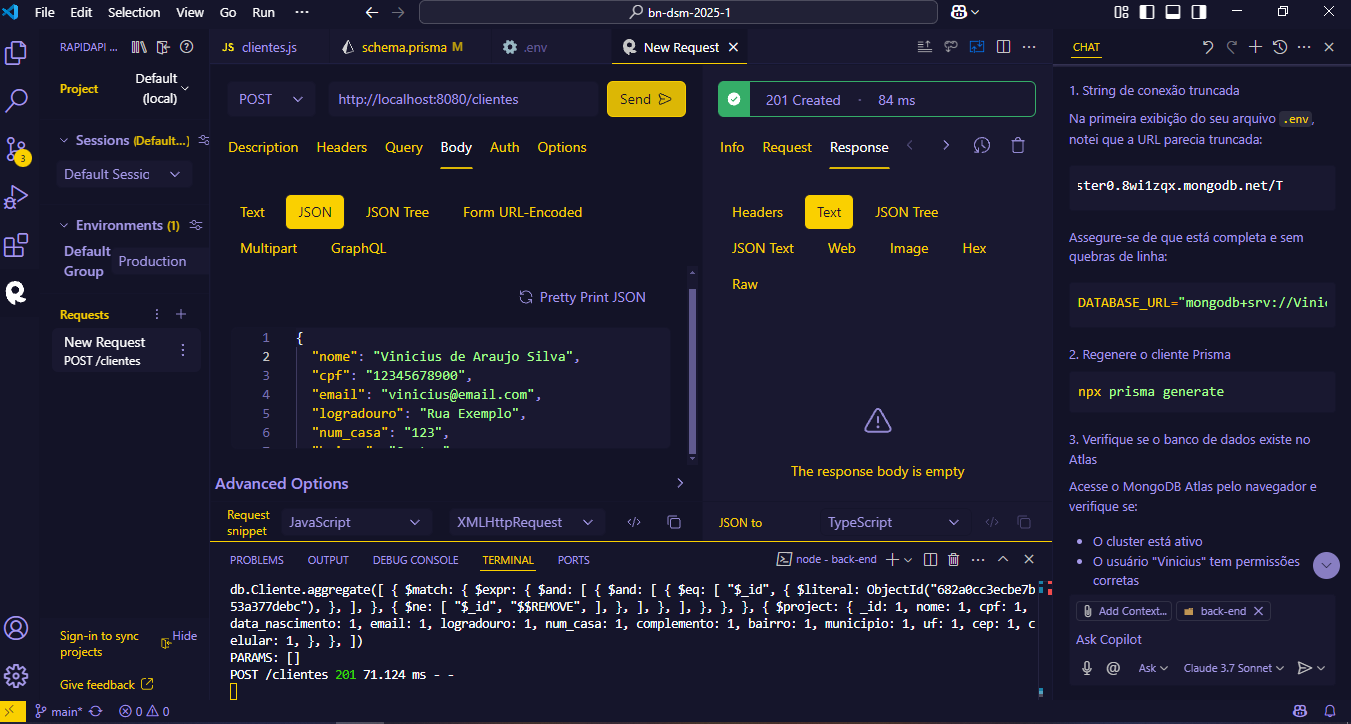 File Edit Selection View Go Run ··· bn-dsm-2025-1
RAPIDAPI ...
Project Default (local)
Sessions (Default...)
Default Sessic
Environments (1)
Default Group Production
Requests
New Request
POST /clientes
Sign-in to sync projects Hide
Give feedback
JS clientes.js schema.prisma M .env New Request
POST http://localhost:8080/clientes Send
Description Headers Query Body Auth Options
Text JSON JSON Tree Form URL-Encoded
Multipart GraphQL
Pretty Print JSON
1 {
2 "nome": "Vinicius de Araujo Silva",
3 "cpf": "12345678900",
4 "email": "vinicius@email.com",
5 "logradouro": "Rua Exemplo",
6 "num_casa": "123",
Advanced Options
Request snippet JavaScript XMLHttpRequest
201 Created · 84 ms
Info Request Response
Headers Text JSON Tree
JSON Text Web Image Hex
Raw
The response body is empty
JSON to TypeScript
PROBLEMS OUTPUT DEBUG CONSOLE TERMINAL PORTS node - back-end
db.Cliente.aggregate([ { $match: { $expr: { $and: [ { $and: [ { $eq: [ "$_id", { $literal: ObjectId("682a0cc3ecbe7b
53a377debc"), }, ], }, { $ne: [ "$_id", "$$REMOVE", ], }, ], }, ], }, }, }, { $project: { _id: 1, nome: 1, cpf: 1,
data_nascimento: 1, email: 1, logradouro: 1, num_casa: 1, complemento: 1, bairro: 1, municipio: 1, uf: 1, cep: 1, c
elular: 1, }, }, ])
PARAMS: []
POST /clientes 201 71.124 ms - -
CHAT
1. String de conexão truncada
Na primeira exibição do seu arquivo .env,
notei que a URL parecia truncada:
ster0.8wi1zqx.mongodb.net/T
Assegure-se de que está completa e sem
quebras de linha:
DATABASE_URL="mongodb+srv://Vini
2. Regenere o cliente Prisma
npx prisma generate
3. Verifique se o banco de dados existe no
Atlas
Acesse o MongoDB Atlas pelo navegador e
verifique se:
• O cluster está ativo
• O usuário "Vinicius" tem permissões
corretas
Add Context... back-end
Ask Copilot
Ask Claude 3.7 Sonnet
3
main* 0 0